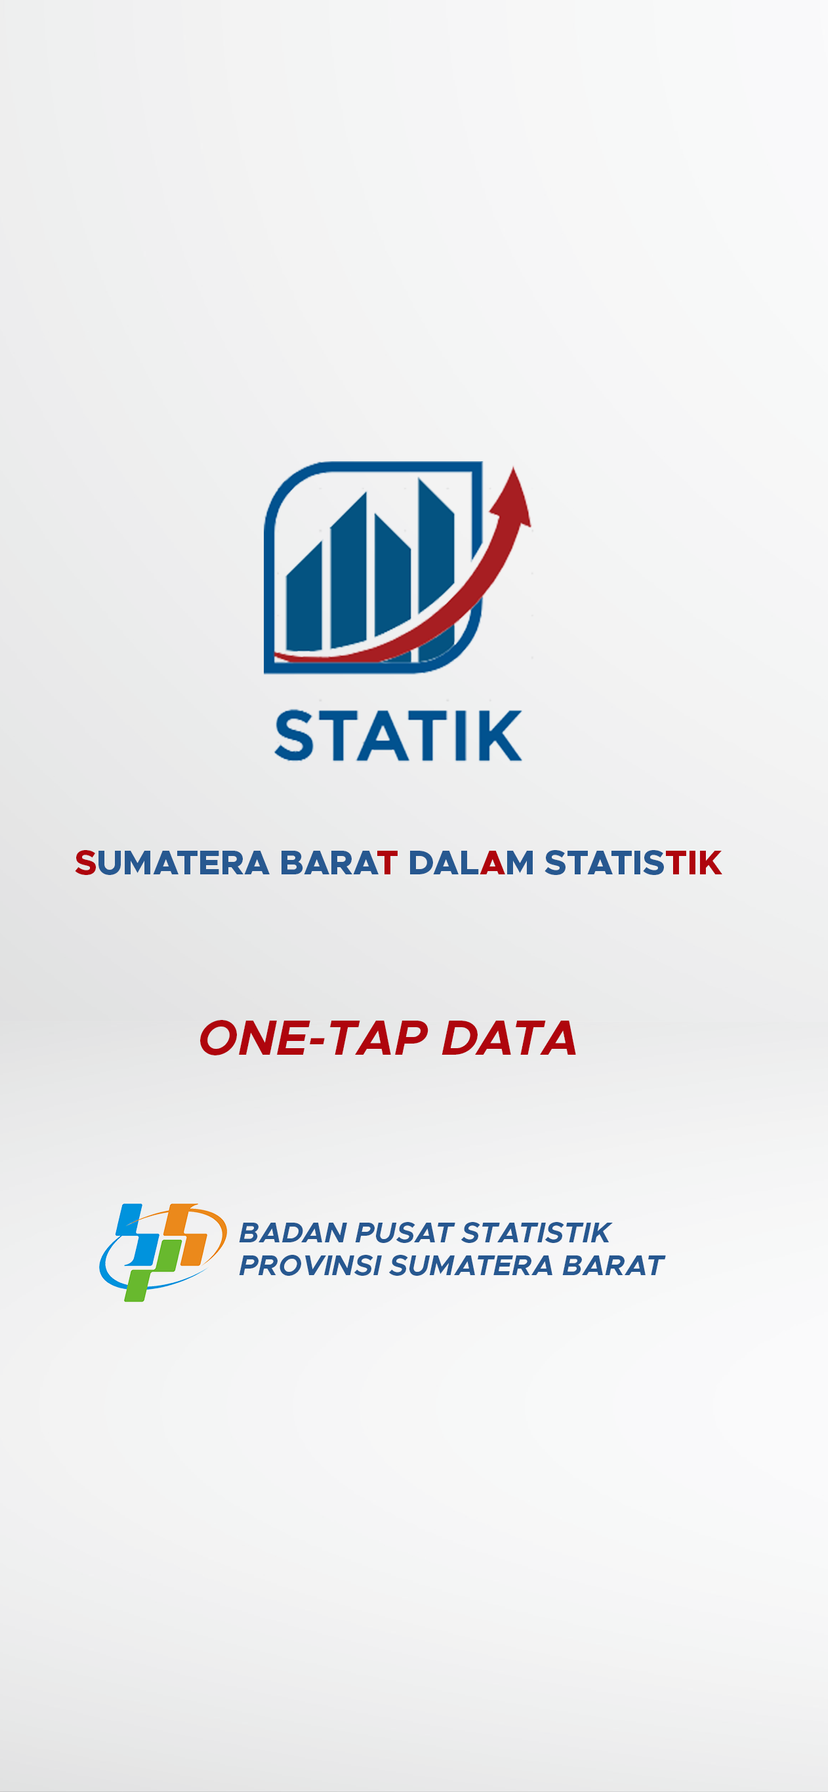 STATIK
SUMATERA BARAT DALAM STATISTIK
ONE-TAP DATA
BADAN PUSAT STATISTIK
PROVINSI SUMATERA BARAT